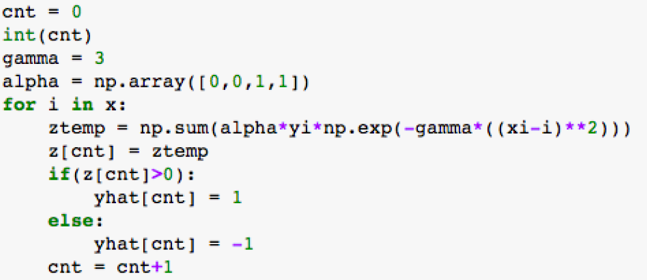 cnt = 0
int(cnt)
gamma = 3
alpha = np.array([0,0,1,1])
for i in x:
    ztemp = np.sum(alpha*yi*np.exp(-gamma*((xi-i)**2)))
    z[cnt] = ztemp
    if(z[cnt]>0):
        yhat[cnt] = 1
    else:
        yhat[cnt] = -1
    cnt = cnt+1